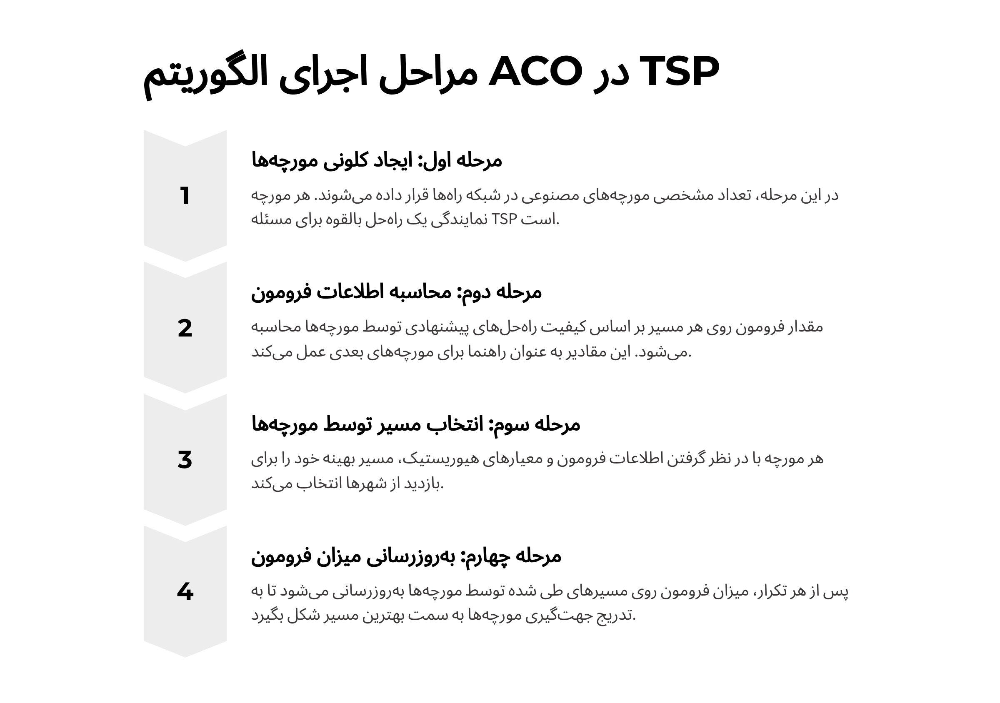 مراحل اجرای الگوریتم ACO در TSP
1
مرحله اول: ایجاد کلونی مورچه‌ها
در این مرحله، تعداد مشخصی مورچه‌های مصنوعی در شبکه راه‌ها قرار داده می‌شوند. هر مورچه
نمایندگی یک راه‌حل بالقوه برای مسئله TSP است.
2
مرحله دوم: محاسبه اطلاعات فرومون
مقدار فرومون روی هر مسیر بر اساس کیفیت راه‌حل‌های پیشنهادی توسط مورچه‌ها محاسبه
می‌شود. این مقادیر به عنوان راهنما برای مورچه‌های بعدی عمل می‌کند.
3
مرحله سوم: انتخاب مسیر توسط مورچه‌ها
هر مورچه با در نظر گرفتن اطلاعات فرومون و معیارهای هیوریستیک، مسیر بهینه خود را برای
بازدید از شهرها انتخاب می‌کند.
4
مرحله چهارم: به‌روزرسانی میزان فرومون
پس از هر تکرار، میزان فرومون روی مسیرهای طی شده توسط مورچه‌ها به‌روزرسانی می‌شود تا به
تدریج جهت‌گیری مورچه‌ها به سمت بهترین مسیر شکل بگیرد.